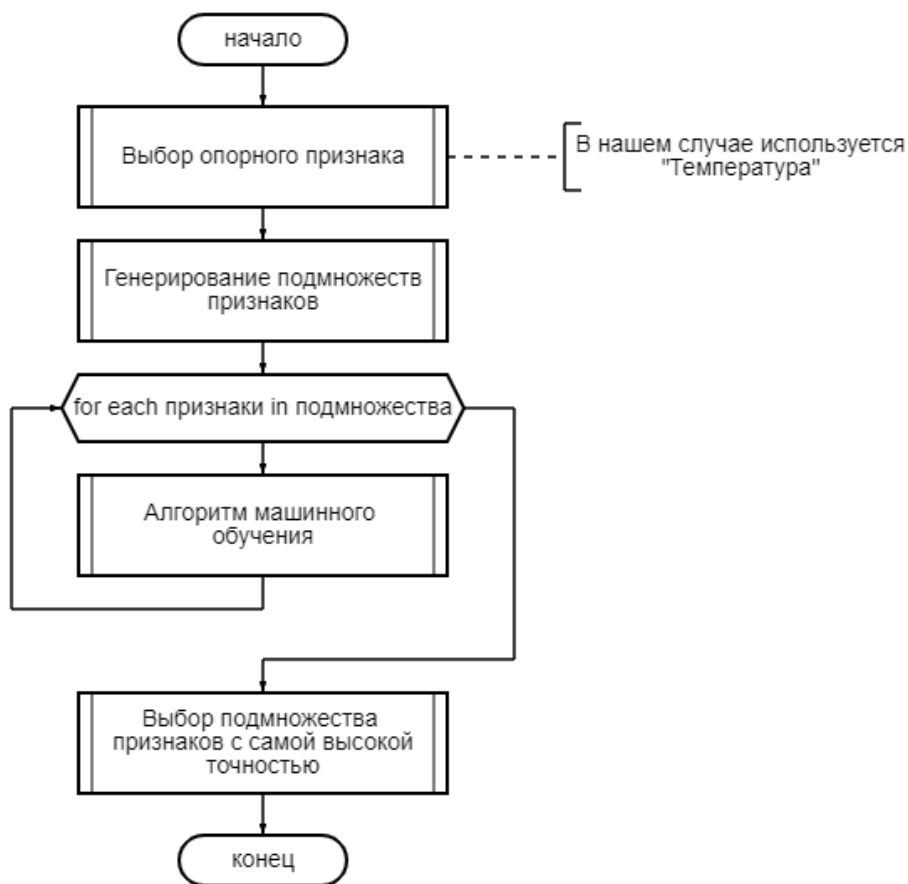 начало
Выбор опорного признака
В нашем случае используется
"Температура"
Генерирование подмножеств
признаков
for each признаки in подмножества
Алгоритм машинного
обучения
Выбор подмножества
признаков с самой высокой
точностью
конец